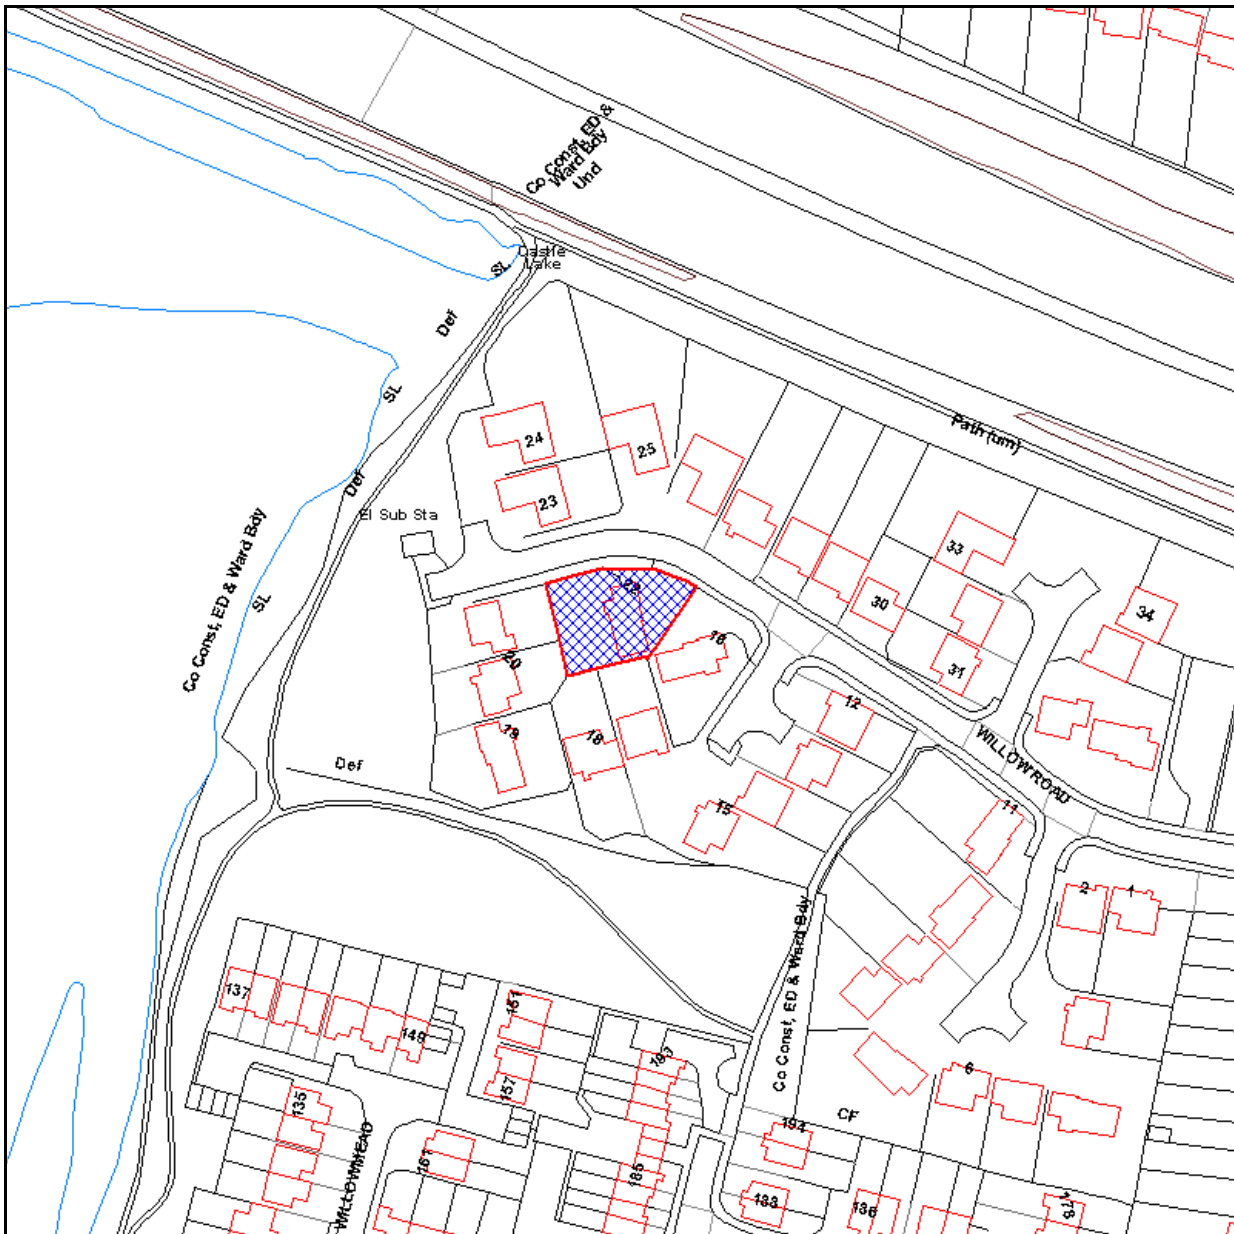 Co Const, ED &
Ward Bdy
Und
Castle
Lake
SL
Def
SL
Path (um)
24
25
23
Def
El Sub Sta
33
22
30
34
Co Const, ED & Ward Bdy
SL
16
20
31
12
19
18
WILLOW ROAD
Def
15
11
2
1
Co Const, ED & Ward Bdy
137
151
149
193
157
6
135
CF
194
WILLOWMEAD
161
185
133
136